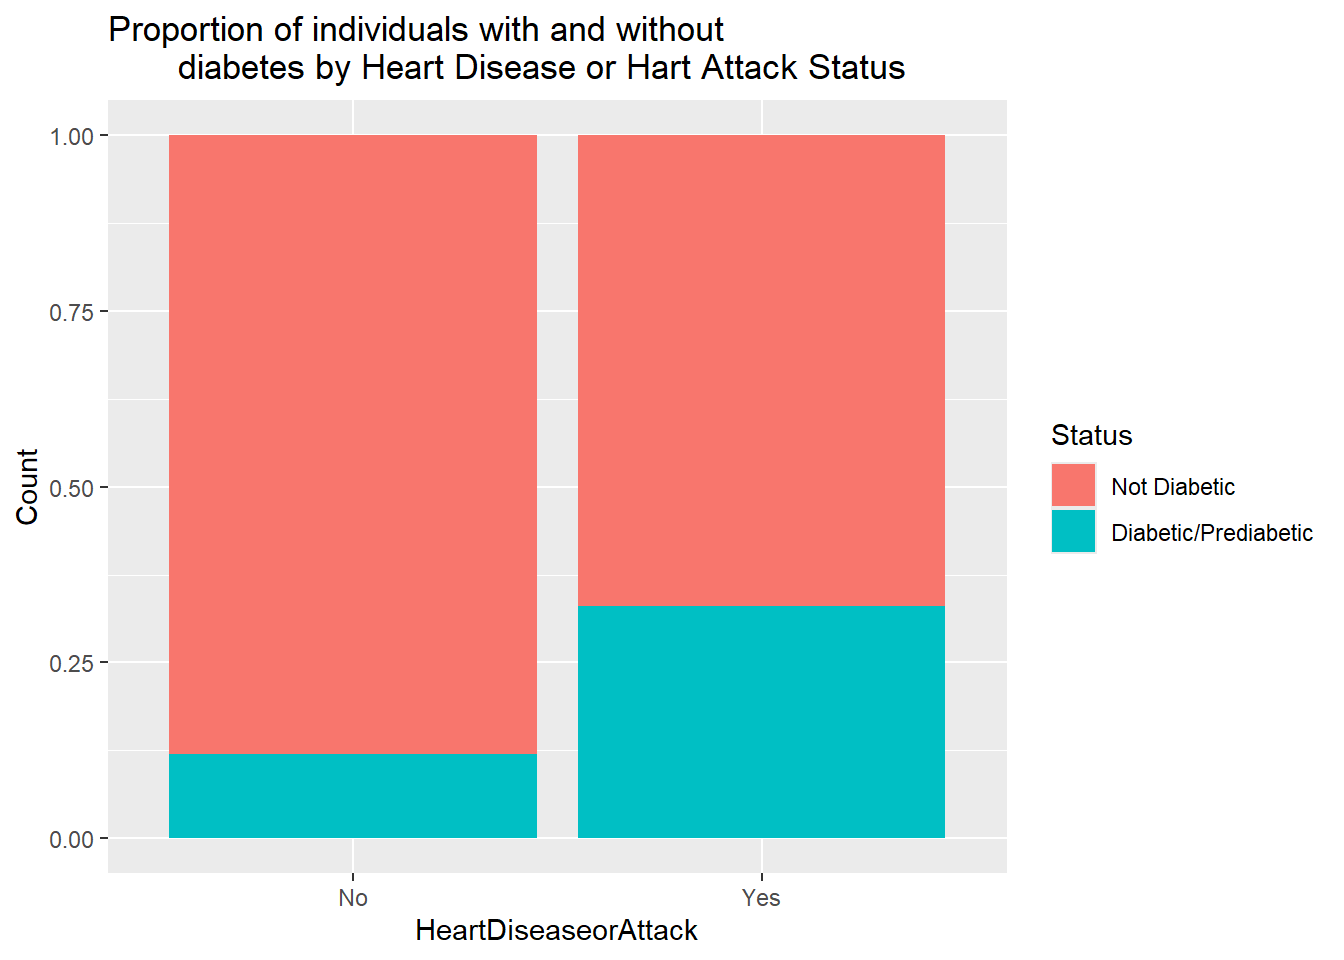 Proportion of individuals with and without
diabetes by Heart Disease or Hart Attack Status
1.00
0.75
0.50
0.25
0.00
Count
No
Yes
HeartDiseaseorAttack
Status
Not Diabetic
Diabetic/Prediabetic